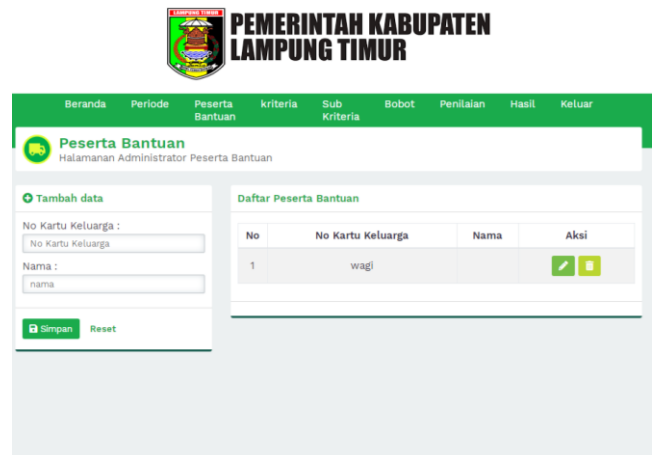 LAMPUNG TIMUR
PEMERINTAH KABUPATEN
LAMPUNG TIMUR
Beranda Periode Peserta Bantuan kriteria Sub Kriteria Bobot Penilaian Hasil Keluar
Peserta Bantuan
Halamanan Administrator Peserta Bantuan
Tambah data
No Kartu Keluarga :
No Kartu Keluarga
Nama :
nama
Simpan Reset
Daftar Peserta Bantuan
No No Kartu Keluarga Nama Aksi
1 wagi